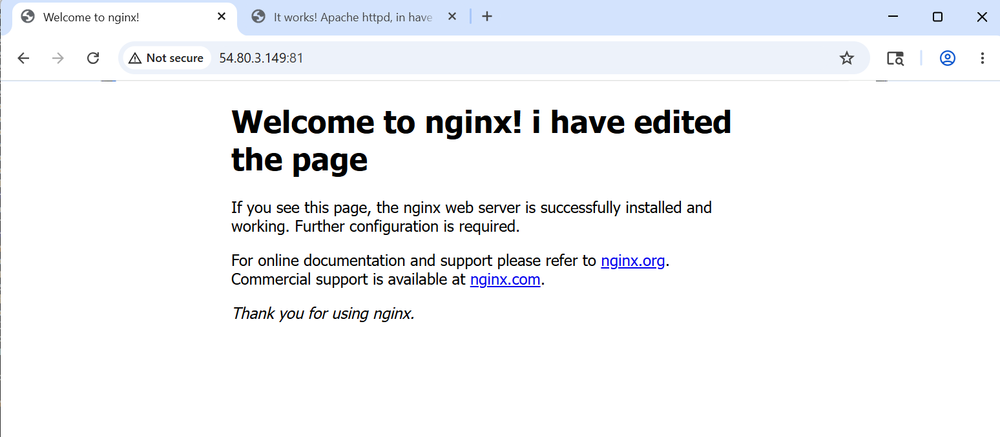 Welcome to nginx!
It works! Apache httpd, in have
Not secure
54.80.3.149:81
Welcome to nginx! i have edited
the page
If you see this page, the nginx web server is successfully installed and
working. Further configuration is required.
For online documentation and support please refer to nginx.org.
Commercial support is available at nginx.com.
Thank you for using nginx.